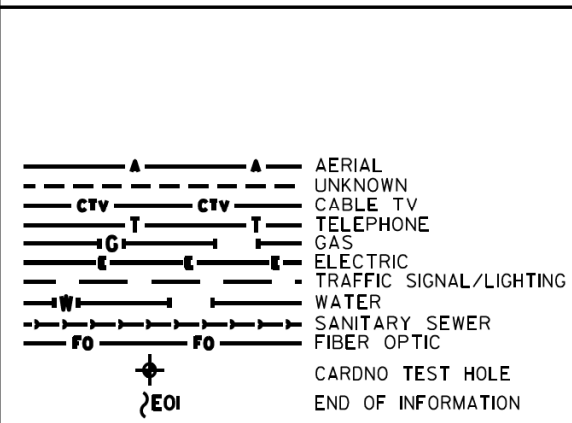 A A AERIAL
UNKNOWN
CTV CTV CABLE TV
T T TELEPHONE
G GAS
E E E ELECTRIC
TRAFFIC SIGNAL/LIGHTING
W WATER
SANITARY SEWER
FO FO FIBER OPTIC
CARDNO TEST HOLE
EOI END OF INFORMATION